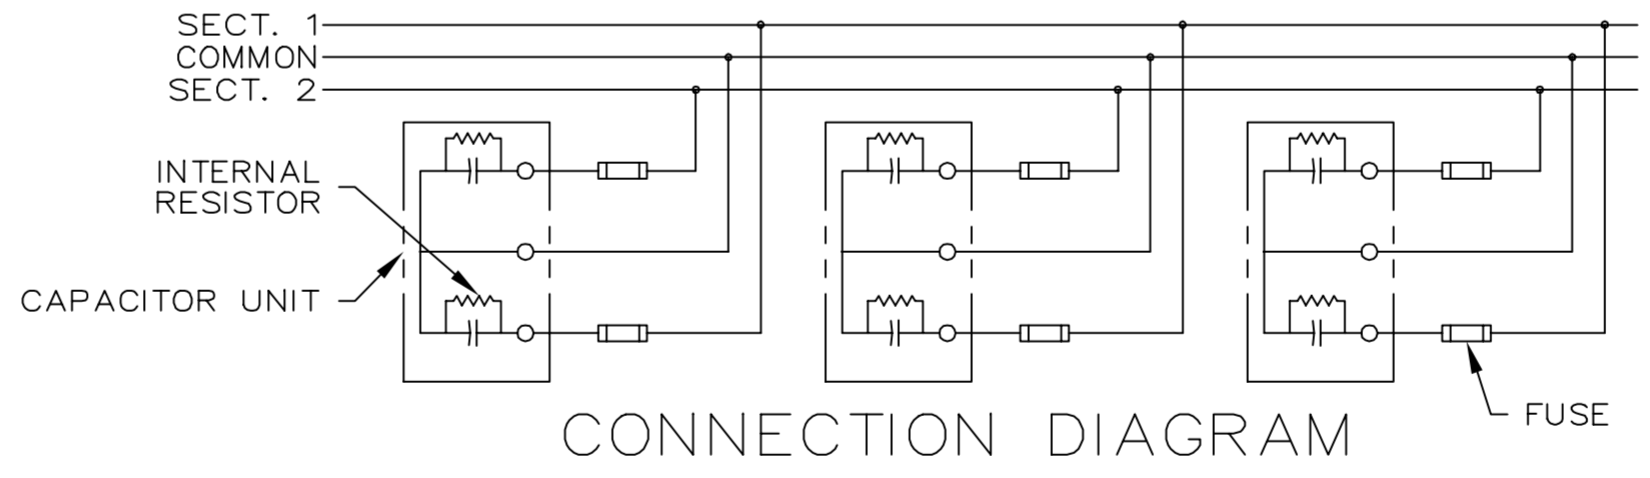 SECT. 1
COMMON
SECT. 2
INTERNAL
RESISTOR
CAPACITOR UNIT
FUSE
CONNECTION DIAGRAM